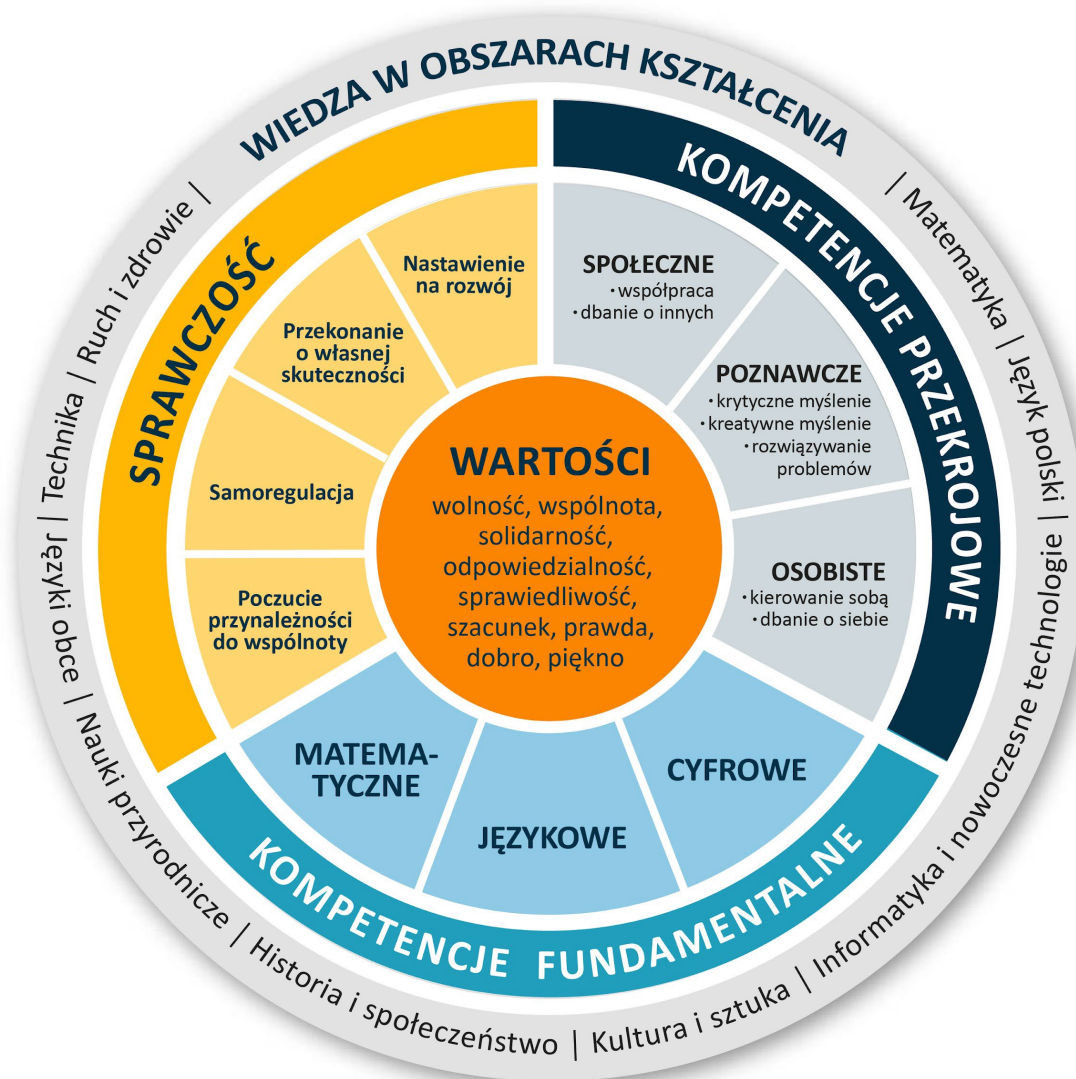 WIEDZA W OBSZARACH KSZTAŁCENIA
| Matematyka | Język polski | Informatyka i nowoczesne technologie | Kultura i sztuka | Historia i społeczeństwo | Nauki przyrodnicze | Języki obce | Technika | Ruch i zdrowie |
SPRAWCZOŚĆ
Nastawienie
na rozwój
Przekonanie
o własnej
skuteczności
Samoregulacja
Poczucie
przynależności
do wspólnoty
KOMPETENCJE PRZEKROJOWE
SPOŁECZNE
·współpraca
·dbanie o innych
POZNAWCZE
·krytyczne myślenie
·kreatywne myślenie
·rozwiązywanie
problemów
OSOBISTE
·kierowanie sobą
·dbanie o siebie
KOMPETENCJE FUNDAMENTALNE
MATEMA-
TYCZNE
JĘZYKOWE
CYFROWE
WARTOŚCI
wolność, wspólnota,
solidarność,
odpowiedzialność,
sprawiedliwość,
szacunek, prawda,
dobro, piękno